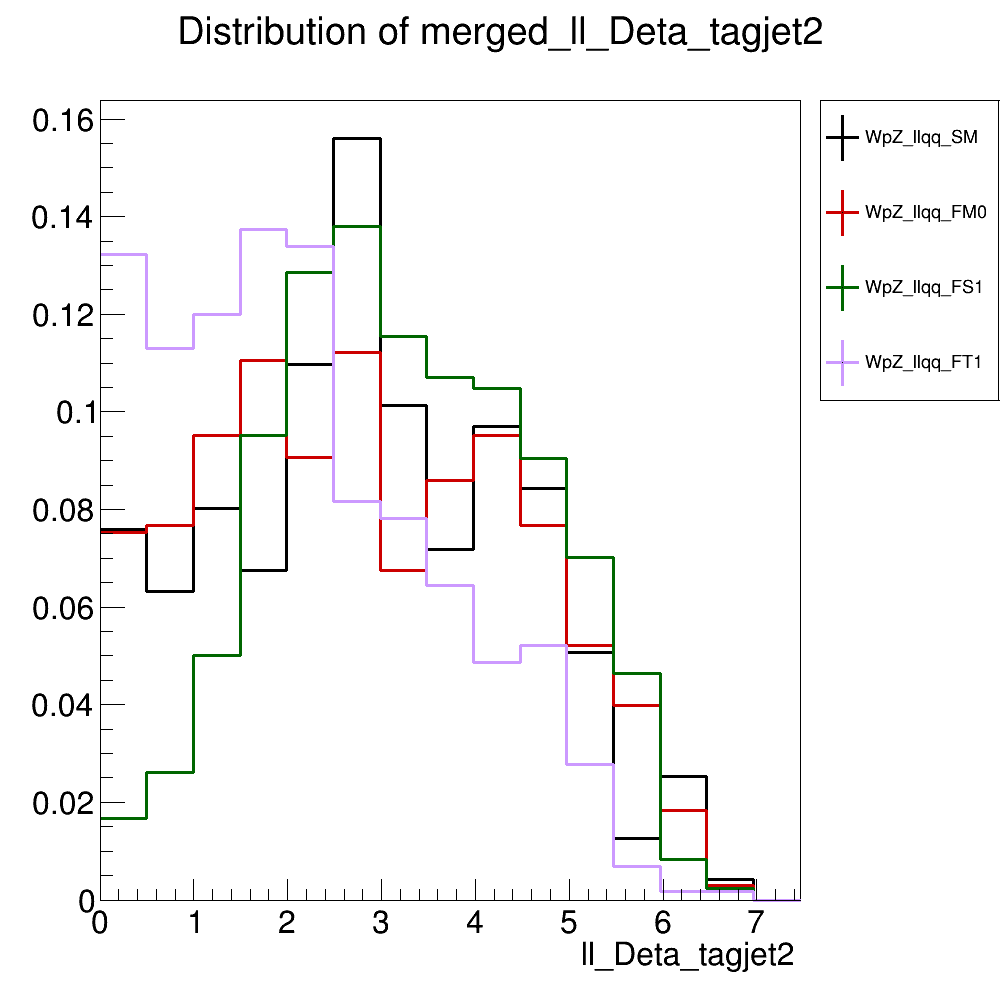 Distribution of merged_ll_Deta_tagjet2
0.16
0.14
0.12
0.1
0.08
0.06
0.04
0.02
0
0 1 2 3 4 5 6 7
ll_Deta_tagjet2
WpZ_llqq_SM
WpZ_llqq_FM0
WpZ_llqq_FS1
WpZ_llqq_FT1